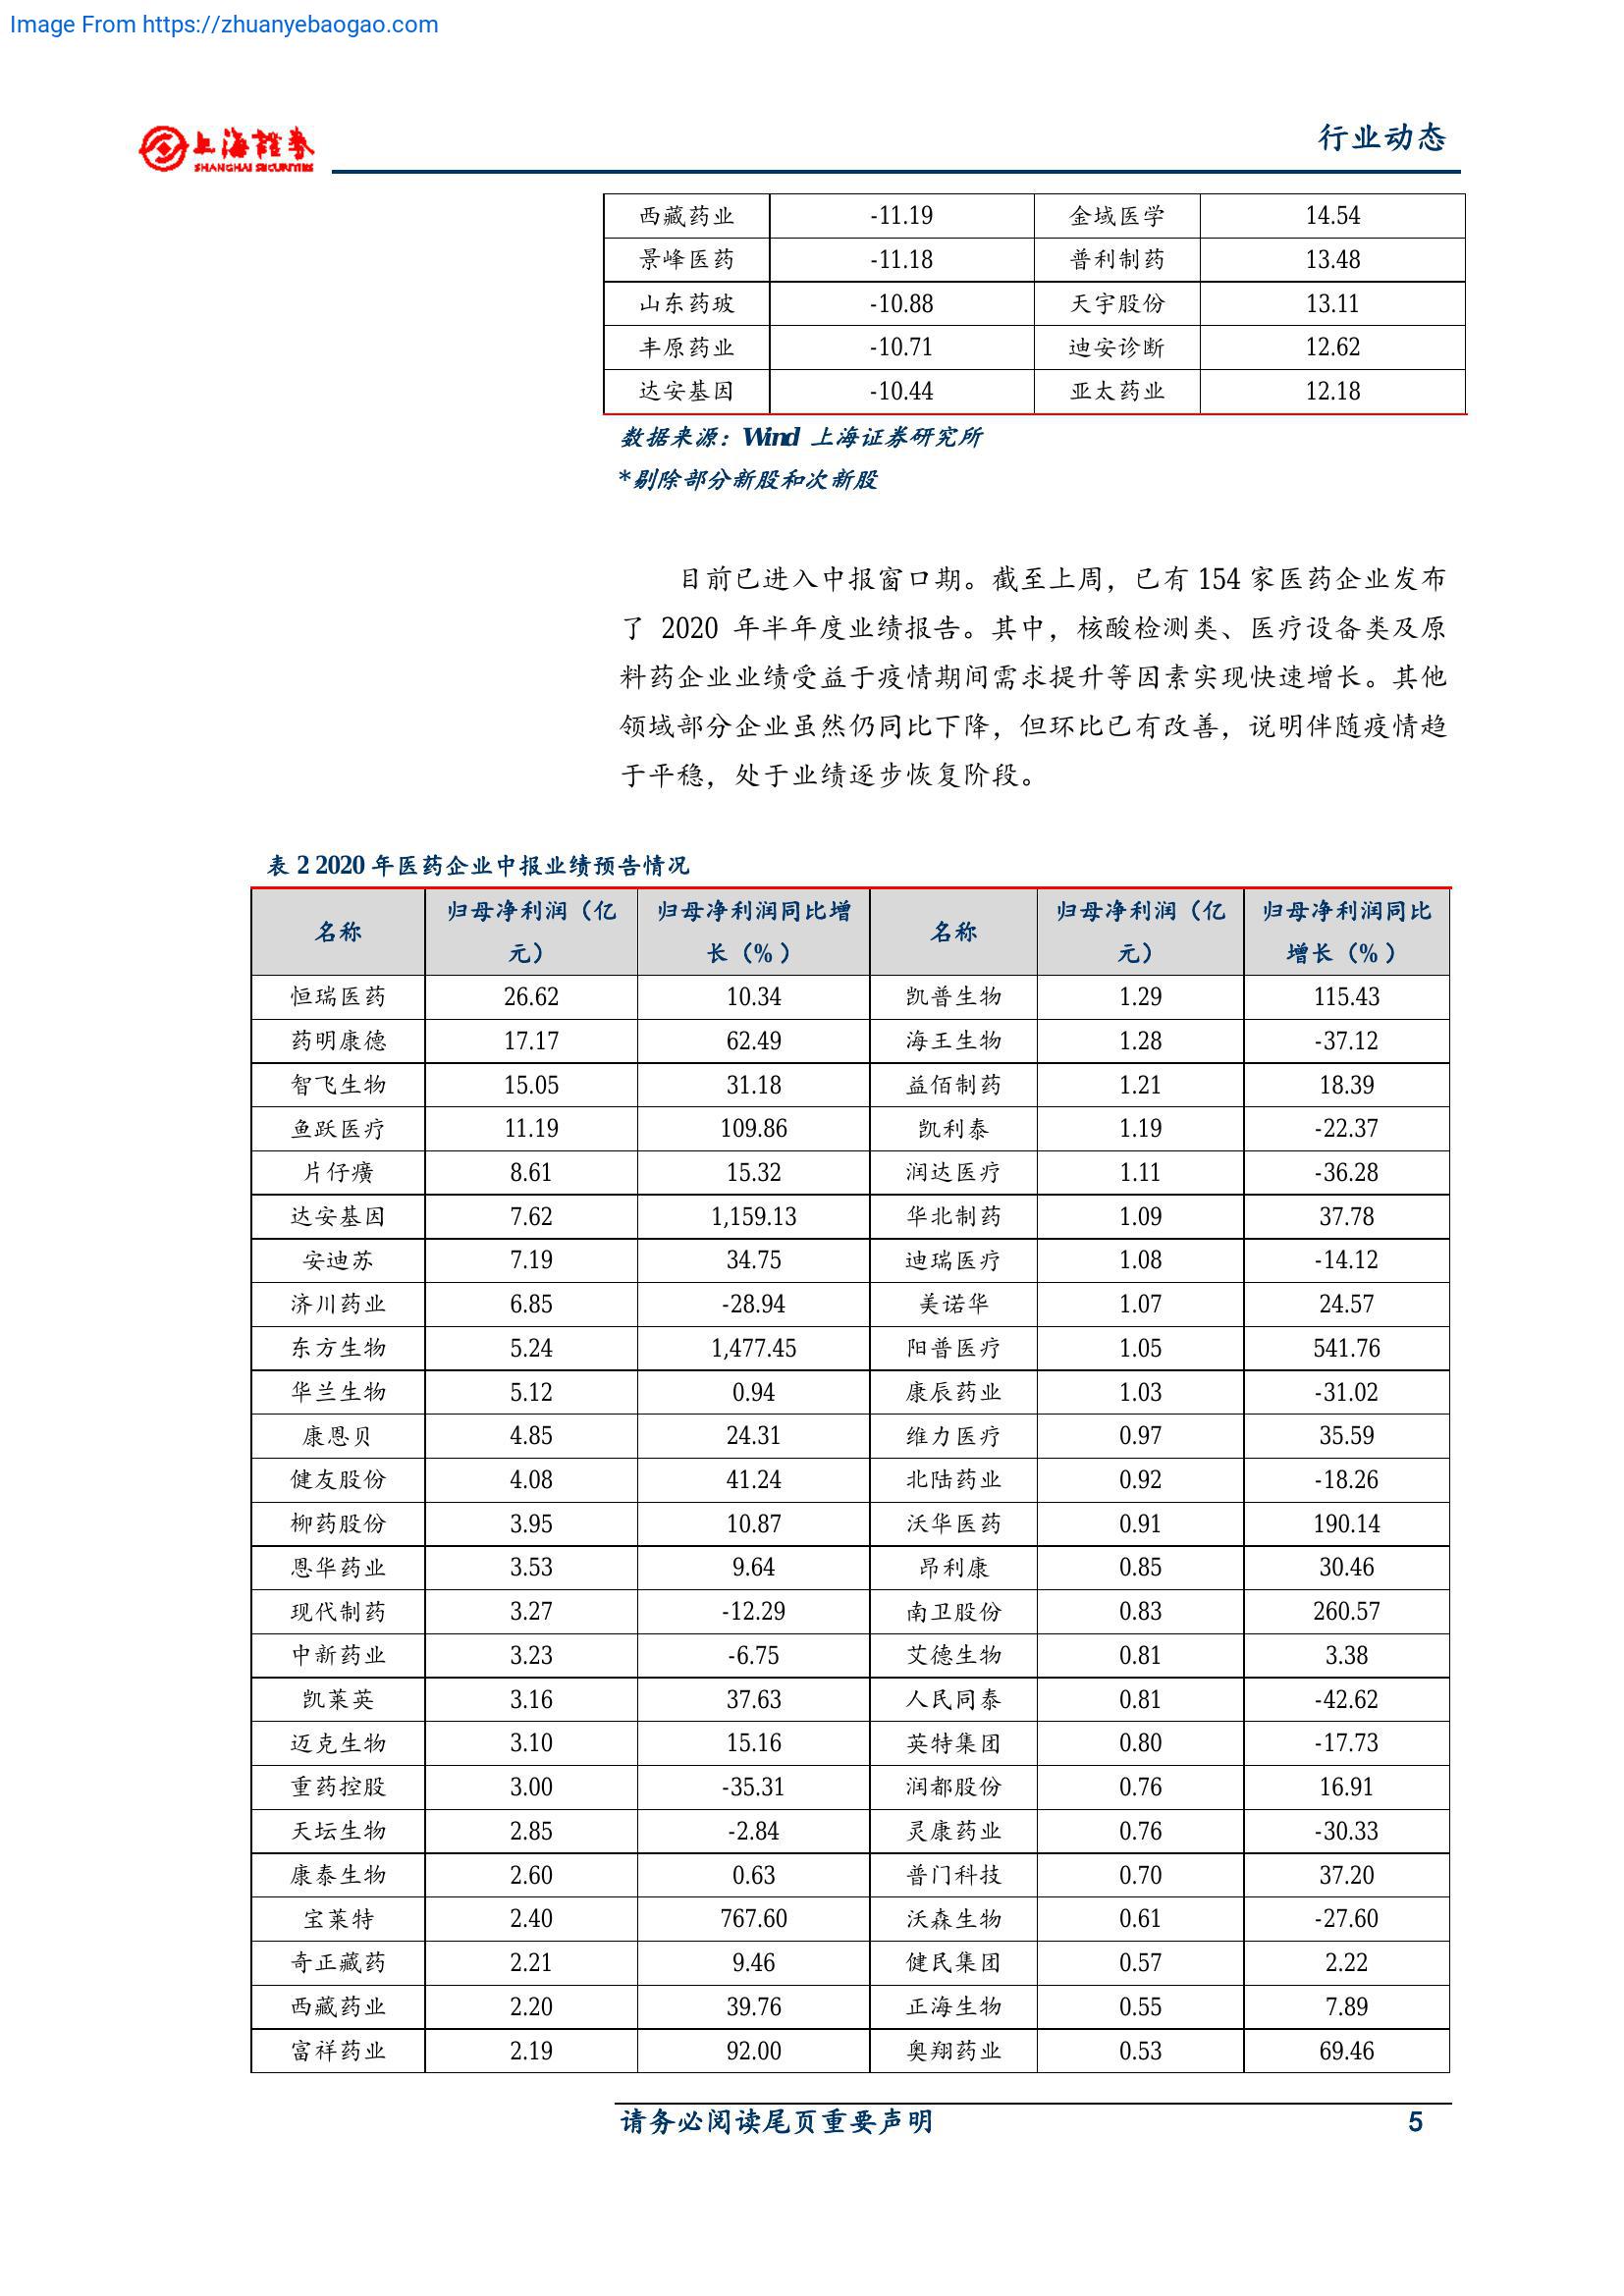 Image From https://zhuanyebaogao.com
上海證券
SHANGHAI SECURITIES
行业动态
西藏药业 -11.19 金域医学 14.54
景峰医药 -11.18 普利制药 13.48
山东药玻 -10.88 天宇股份 13.11
丰原药业 -10.71 迪安诊断 12.62
达安基因 -10.44 亚太药业 12.18
数据来源：Wind 上海证券研究所
*剔除部分新股和次新股
目前已进入中报窗口期。截至上周，已有 154 家医药企业发布
了 2020 年半年度业绩报告。其中，核酸检测类、医疗设备类及原
料药企业业绩受益于疫情期间需求提升等因素实现快速增长。其他
领域部分企业虽然仍同比下降，但环比已有改善，说明伴随疫情趋
于平稳，处于业绩逐步恢复阶段。
表 2 2020 年医药企业中报业绩预告情况
名称 归母净利润（亿元） 归母净利润同比增长（%） 名称 归母净利润（亿元） 归母净利润同比增长（%）
恒瑞医药 26.62 10.34 凯普生物 1.29 115.43
药明康德 17.17 62.49 海王生物 1.28 -37.12
智飞生物 15.05 31.18 益佰制药 1.21 18.39
鱼跃医疗 11.19 109.86 凯利泰 1.19 -22.37
片仔癀 8.61 15.32 润达医疗 1.11 -36.28
达安基因 7.62 1,159.13 华北制药 1.09 37.78
安迪苏 7.19 34.75 迪瑞医疗 1.08 -14.12
济川药业 6.85 -28.94 美诺华 1.07 24.57
东方生物 5.24 1,477.45 阳普医疗 1.05 541.76
华兰生物 5.12 0.94 康辰药业 1.03 -31.02
康恩贝 4.85 24.31 维力医疗 0.97 35.59
健友股份 4.08 41.24 北陆药业 0.92 -18.26
柳药股份 3.95 10.87 沃华医药 0.91 190.14
恩华药业 3.53 9.64 昂利康 0.85 30.46
现代制药 3.27 -12.29 南卫股份 0.83 260.57
中新药业 3.23 -6.75 艾德生物 0.81 3.38
凯莱英 3.16 37.63 人民同泰 0.81 -42.62
迈克生物 3.10 15.16 英特集团 0.80 -17.73
重药控股 3.00 -35.31 润都股份 0.76 16.91
天坛生物 2.85 -2.84 灵康药业 0.76 -30.33
康泰生物 2.60 0.63 普门科技 0.70 37.20
宝莱特 2.40 767.60 沃森生物 0.61 -27.60
奇正藏药 2.21 9.46 健民集团 0.57 2.22
西藏药业 2.20 39.76 正海生物 0.55 7.89
富祥药业 2.19 92.00 奥翔药业 0.53 69.46
请务必阅读尾页重要声明 5